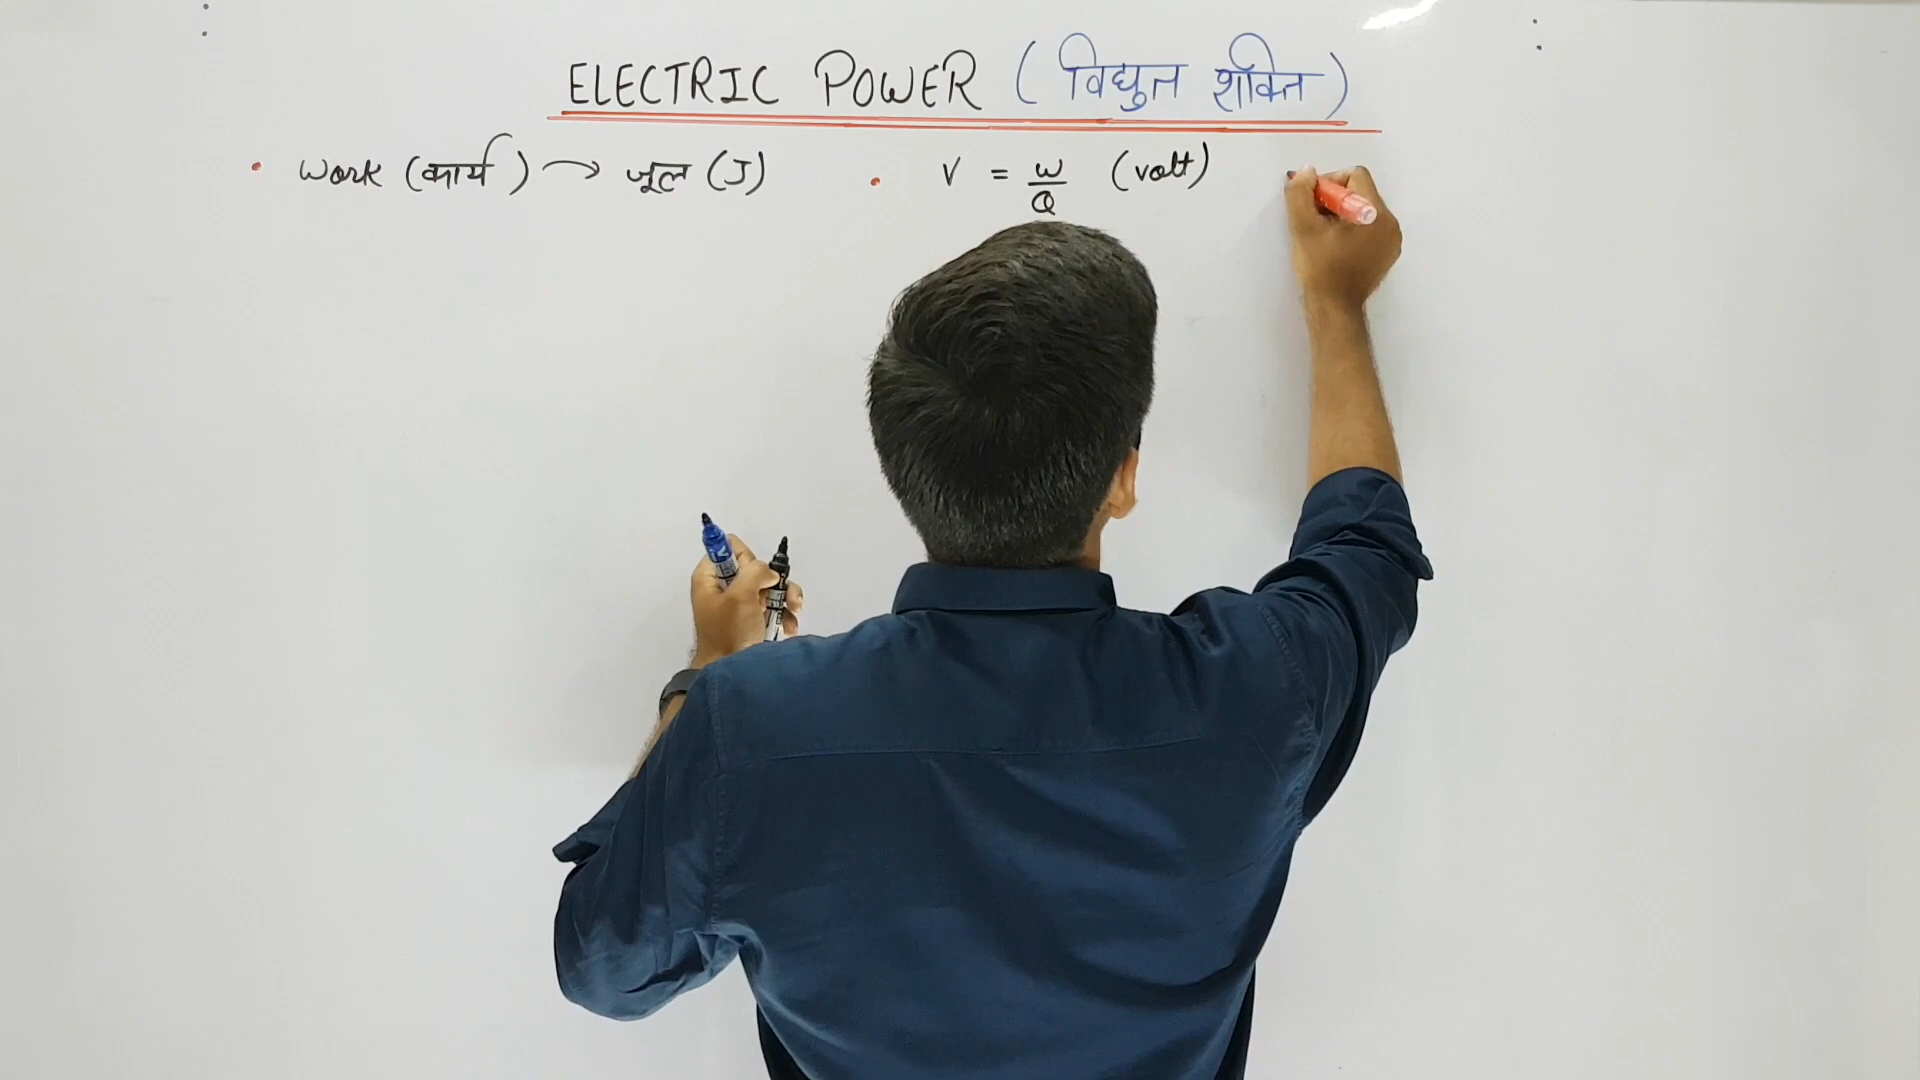 ELECTRIC POWER (विद्युत शक्ति)
• Work (कार्य) → जूल (J) • V = W/Q (volt)